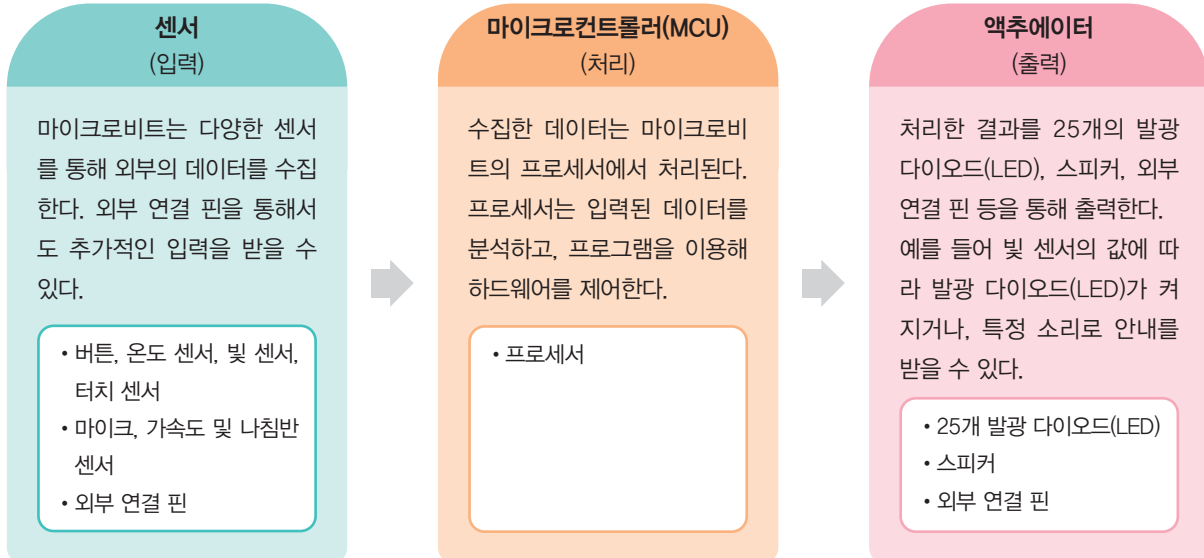 센서
(입력)
마이크로비트는 다양한 센서
를 통해 외부의 데이터를 수집
한다. 외부 연결 핀을 통해서
도 추가적인 입력을 받을 수
있다.
• 버튼, 온도 센서, 빛 센서,
터치 센서
• 마이크, 가속도 및 나침반
센서
• 외부 연결 핀
마이크로컨트롤러(MCU)
(처리)
수집한 데이터는 마이크로비
트의 프로세서에서 처리된다.
프로세서는 입력된 데이터를
분석하고, 프로그램을 이용해
하드웨어를 제어한다.
• 프로세서
액추에이터
(출력)
처리한 결과를 25개의 발광
다이오드(LED), 스피커, 외부
연결 핀 등을 통해 출력한다.
예를 들어 빛 센서의 값에 따
라 발광 다이오드(LED)가 켜
지거나, 특정 소리로 안내를
받을 수 있다.
• 25개 발광 다이오드(LED)
• 스피커
• 외부 연결 핀